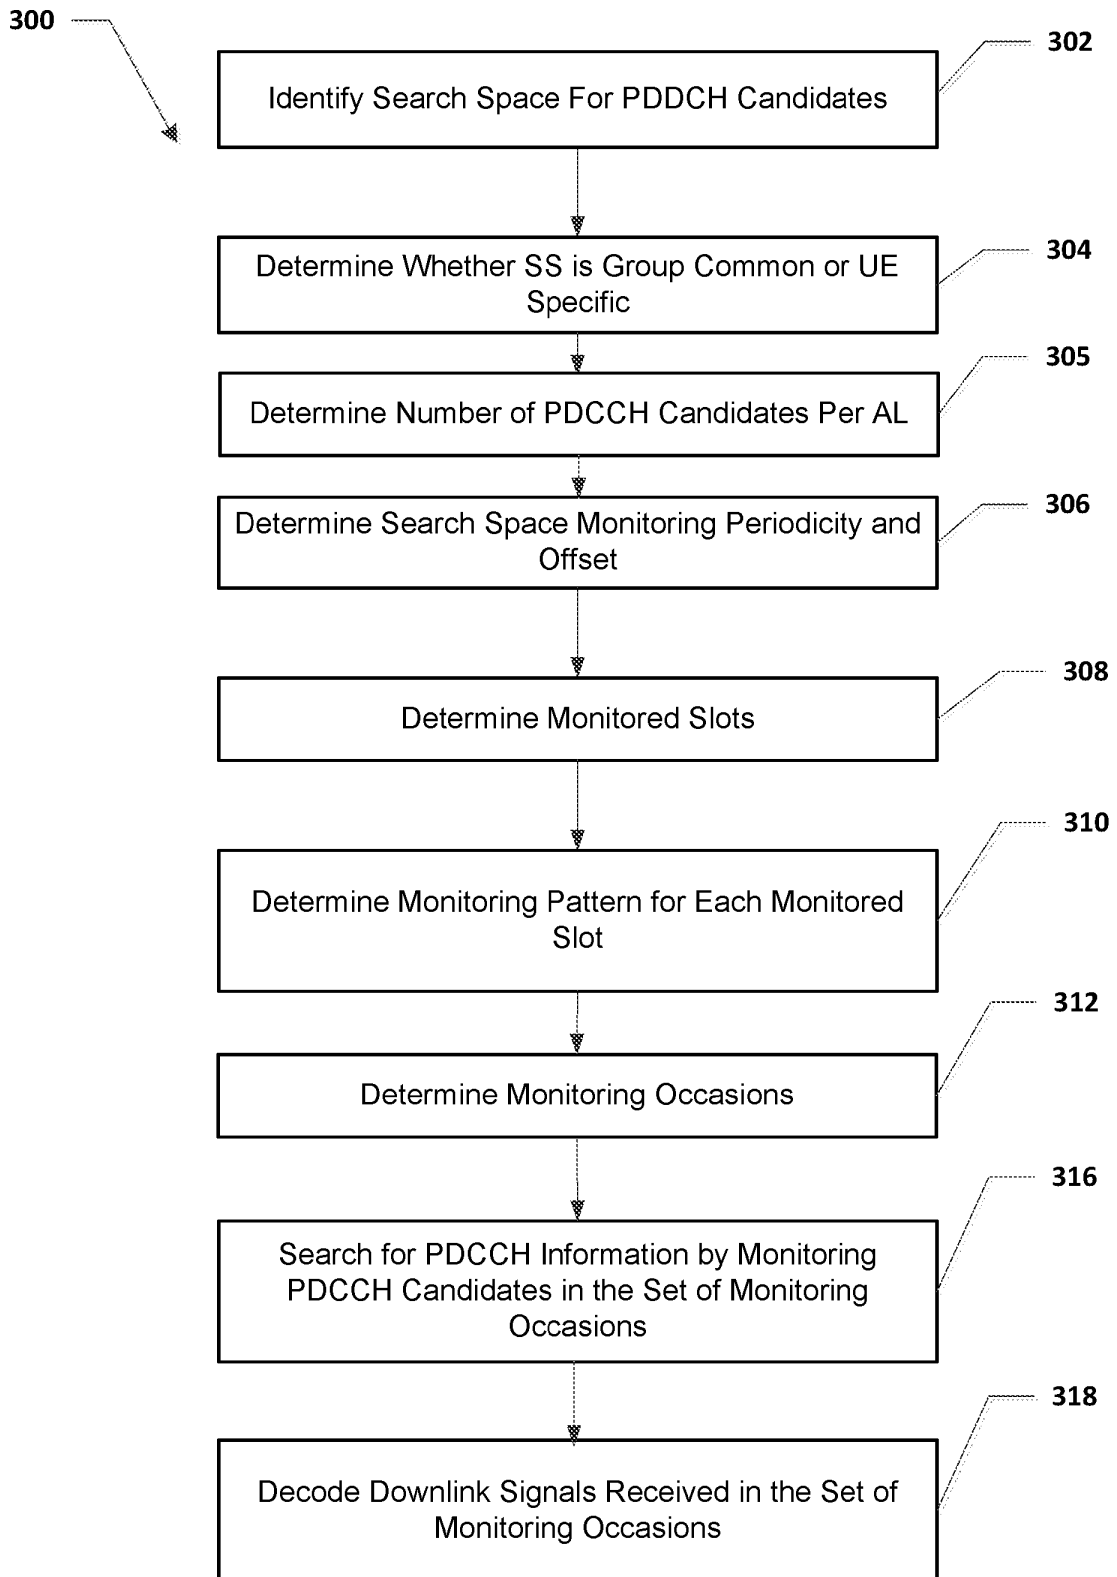 300
302
Identify Search Space For PDDCH Candidates
304
Determine Whether SS is Group Common or UE
Specific
305
Determine Number of PDCCH Candidates Per AL
306
Determine Search Space Monitoring Periodicity and
Offset
308
Determine Monitored Slots
310
Determine Monitoring Pattern for Each Monitored
Slot
312
Determine Monitoring Occasions
316
Search for PDCCH Information by Monitoring
PDCCH Candidates in the Set of Monitoring
Occasions
318
Decode Downlink Signals Received in the Set of
Monitoring Occasions